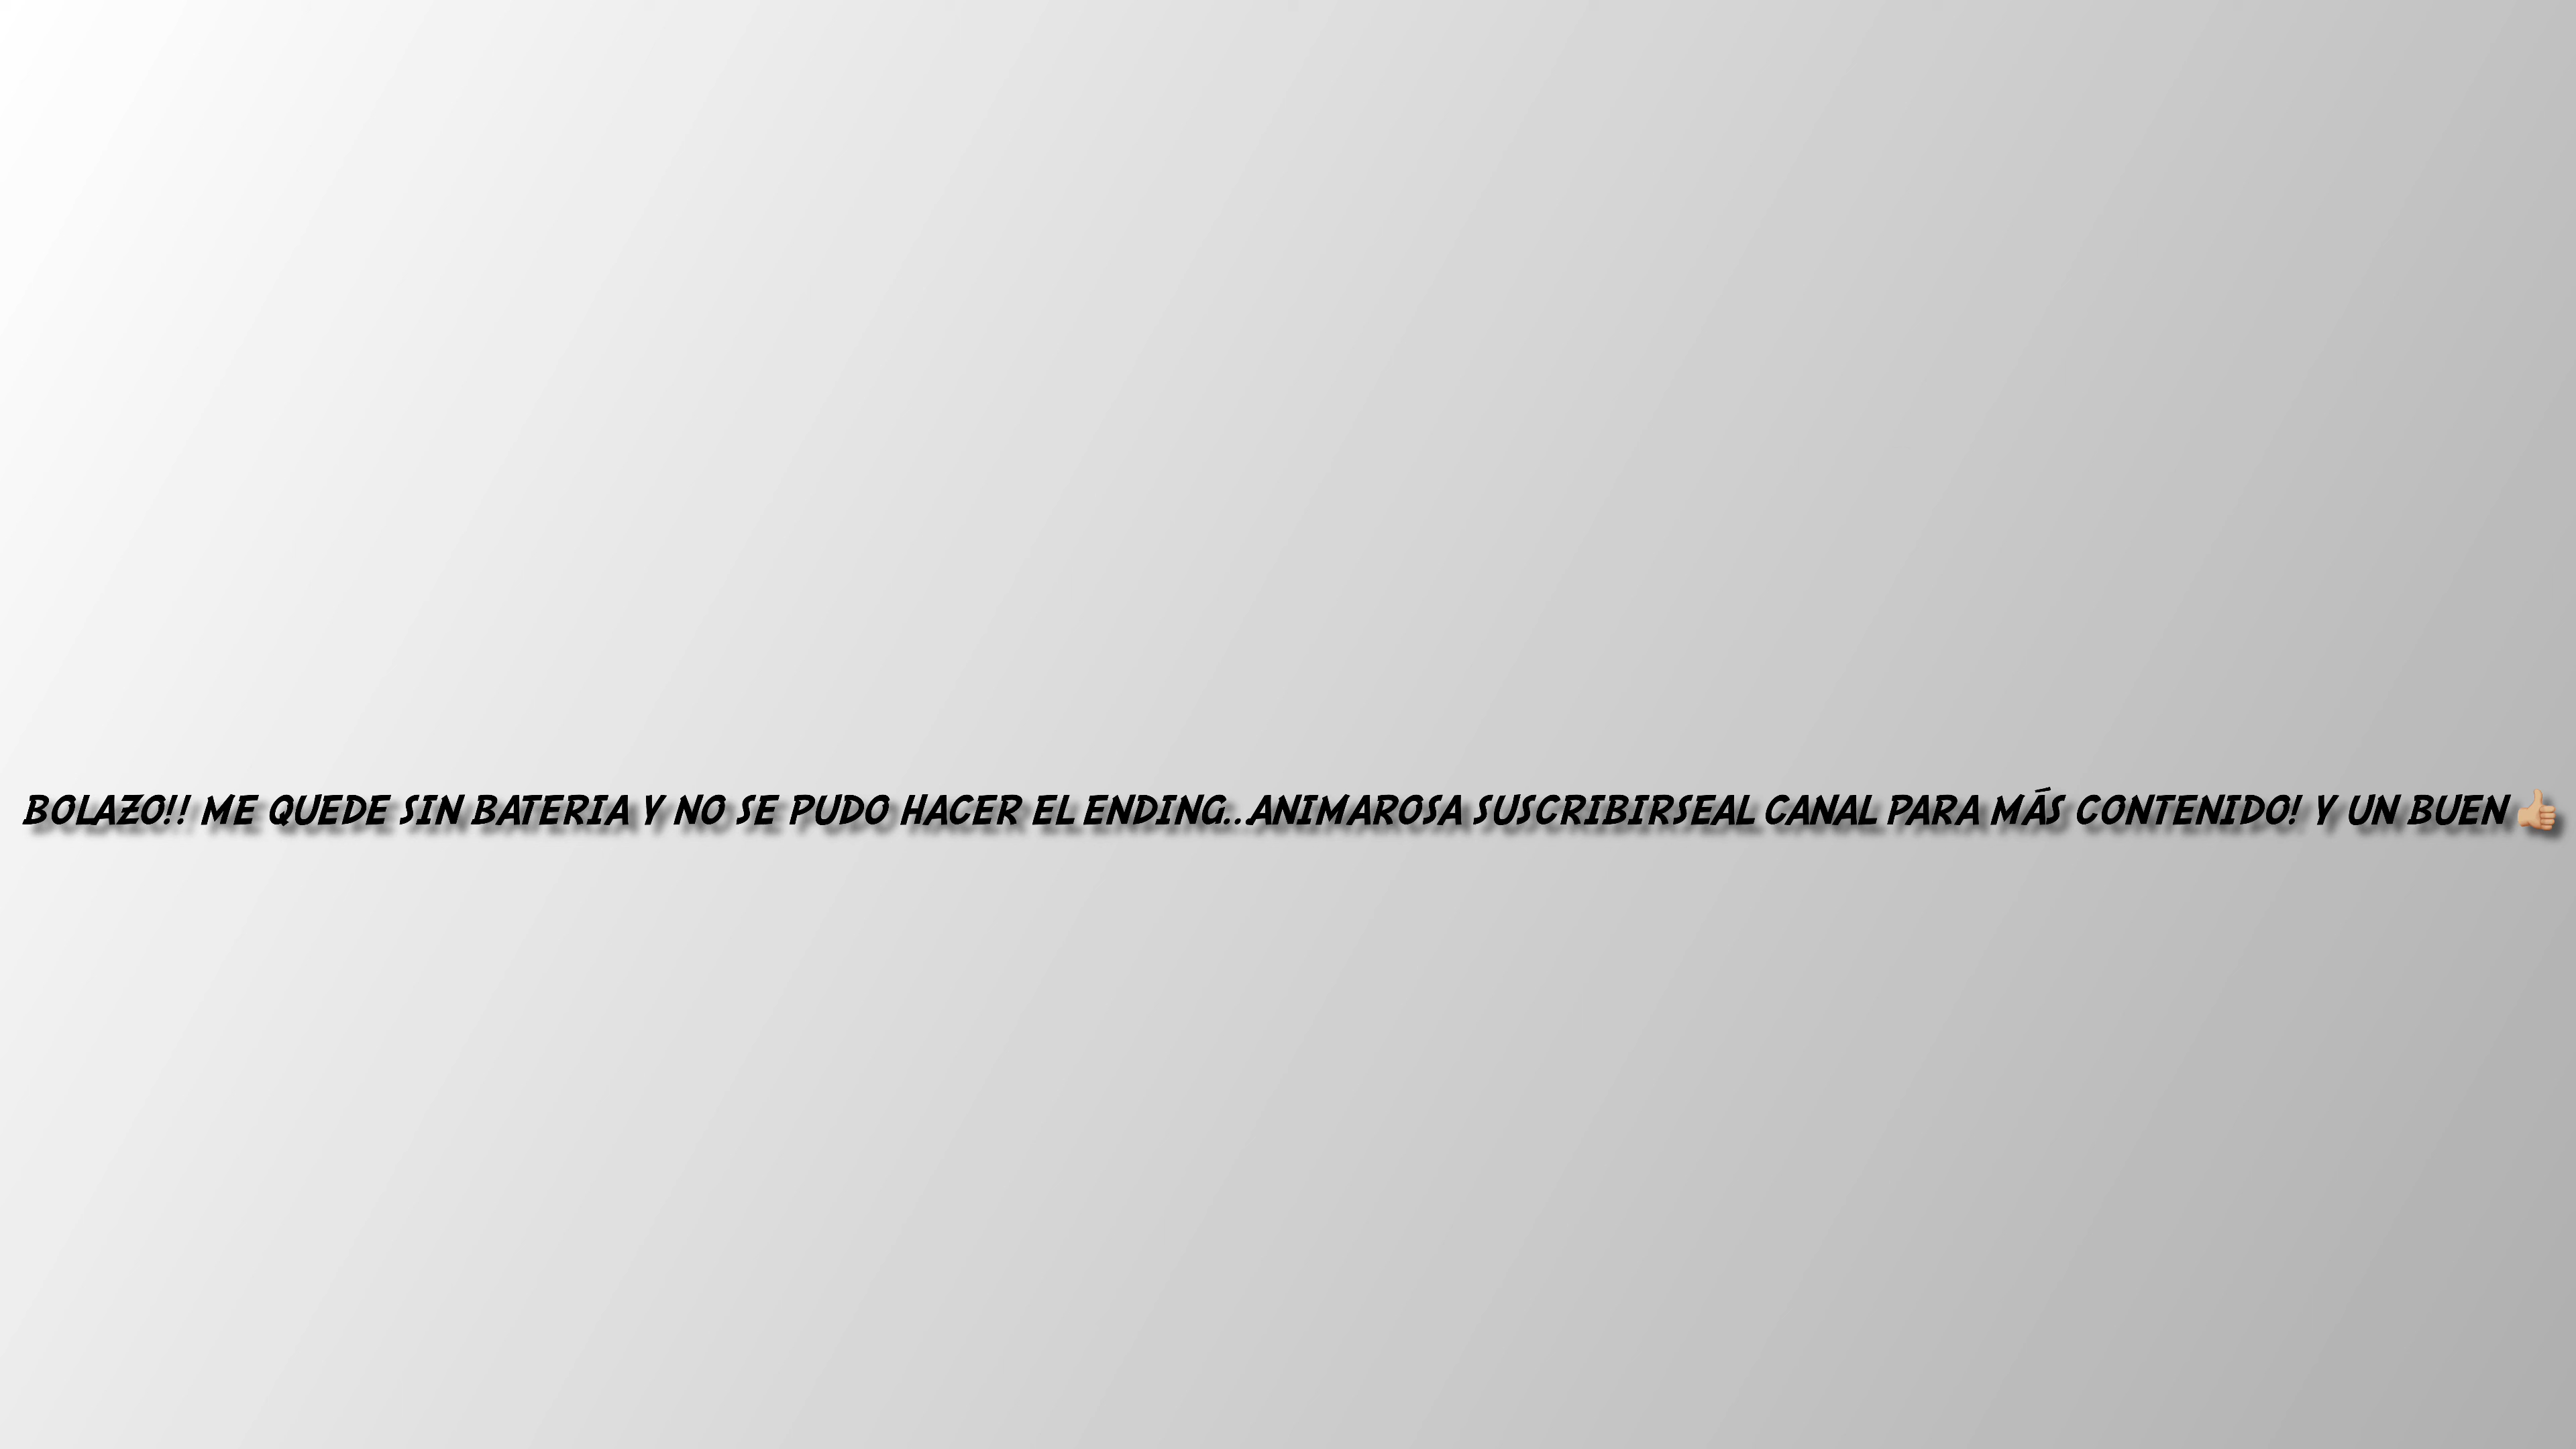 BOLAZO!! ME QUEDE SIN BATERIA Y NO SE PUDO HACER EL ENDING...ANIMAROSA SUSCRIBIRSEAL CANAL PARA MÁS CONTENIDO! Y UN BUEN 👍🏼